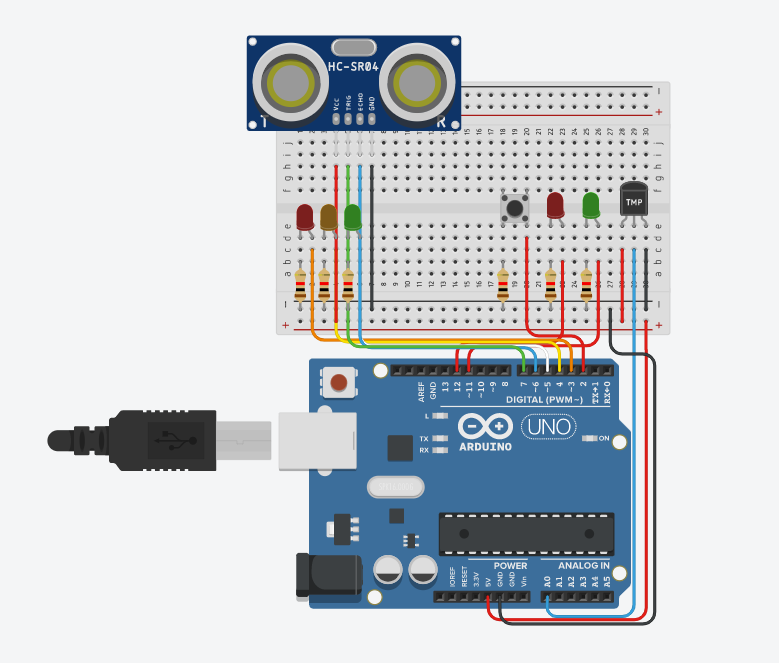 HC-SR04
VCC
TRIG
ECHO
GND
T
R
TMP
AREF
GND
13
12
~11
~10
~9
8
7
~6
~5
4
~3
2
TX→1
RX←0
DIGITAL (PWM~)
L
TX
RX
ARDUINO
UNO
ON
POWER
ANALOG IN
IOREF
RESET
3.3V
5V
GND
GND
Vin
A0
A1
A2
A3
A4
A5